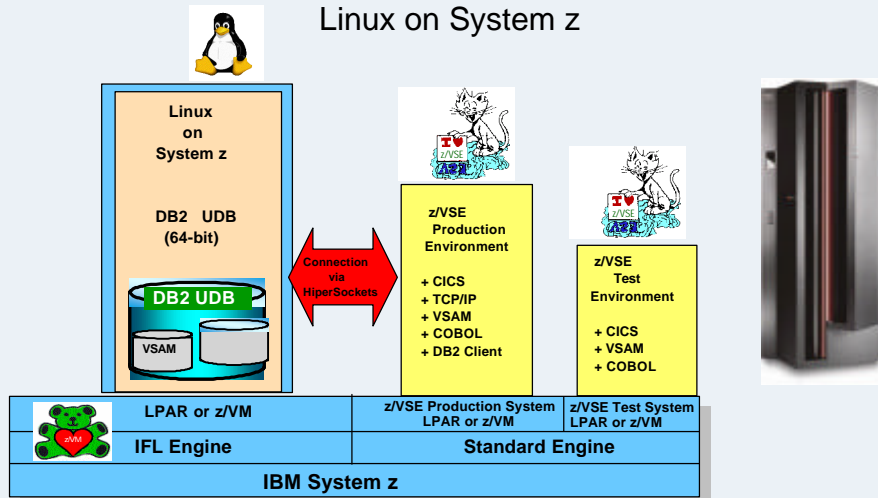 Linux on System z
Linux
on
System z
DB2 UDB
(64-bit)
DB2 UDB
VSAM
Connection
via
HiperSockets
I ♥
z/VSE
z/VSE
Production
Environment
+ CICS
+ TCP/IP
+ VSAM
+ COBOL
+ DB2 Client
I ♥
z/VSE
z/VSE
Test
Environment
+ CICS
+ VSAM
+ COBOL
z/VM
LPAR or z/VM
z/VSE Production System
LPAR or z/VM
z/VSE Test System
LPAR or z/VM
IFL Engine
Standard Engine
IBM System z